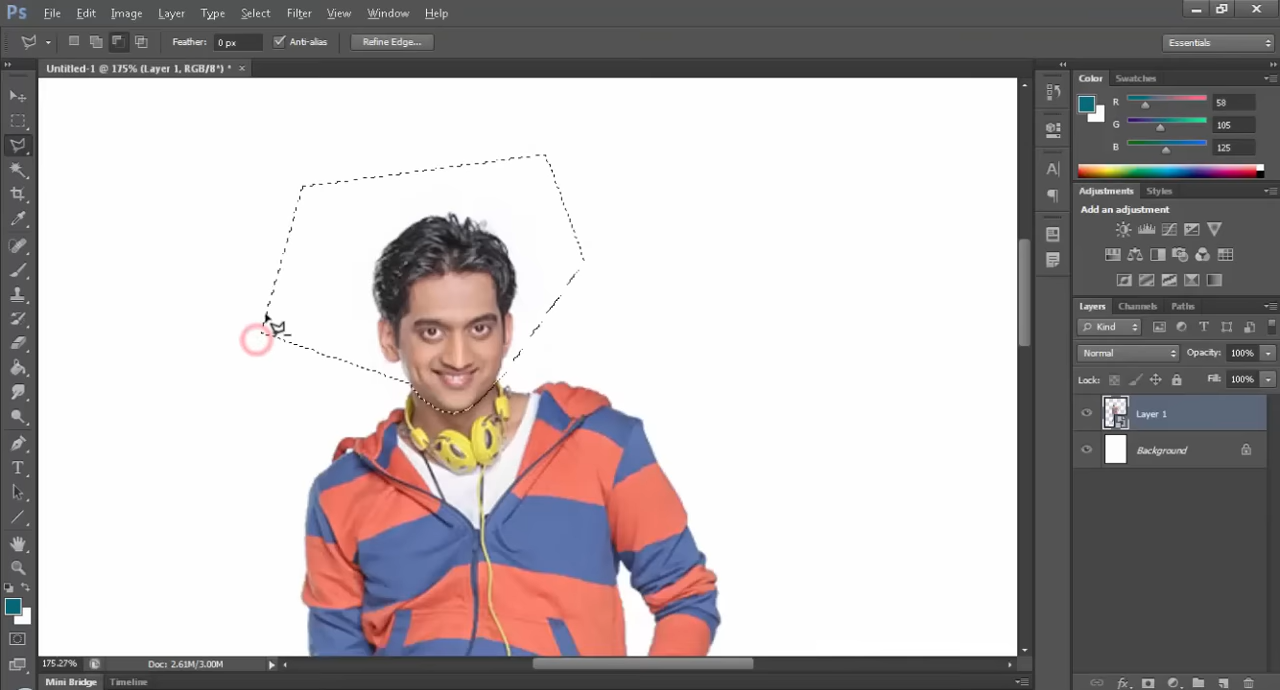 Ps File Edit Image Layer Type Select Filter View Window Help
Feather: 0 px Anti-alias Refine Edge... Essentials
Untitled-1 @ 175% (Layer 1, RGB/8*) * ×
Color Swatches
R 58
G 105
B 125
Adjustments Styles
Add an adjustment
Layers Channels Paths
Kind
Normal Opacity: 100%
Lock: Fill: 100%
Layer 1
Background
175.27% Doc: 2.61M/3.00M
Mini Bridge Timeline